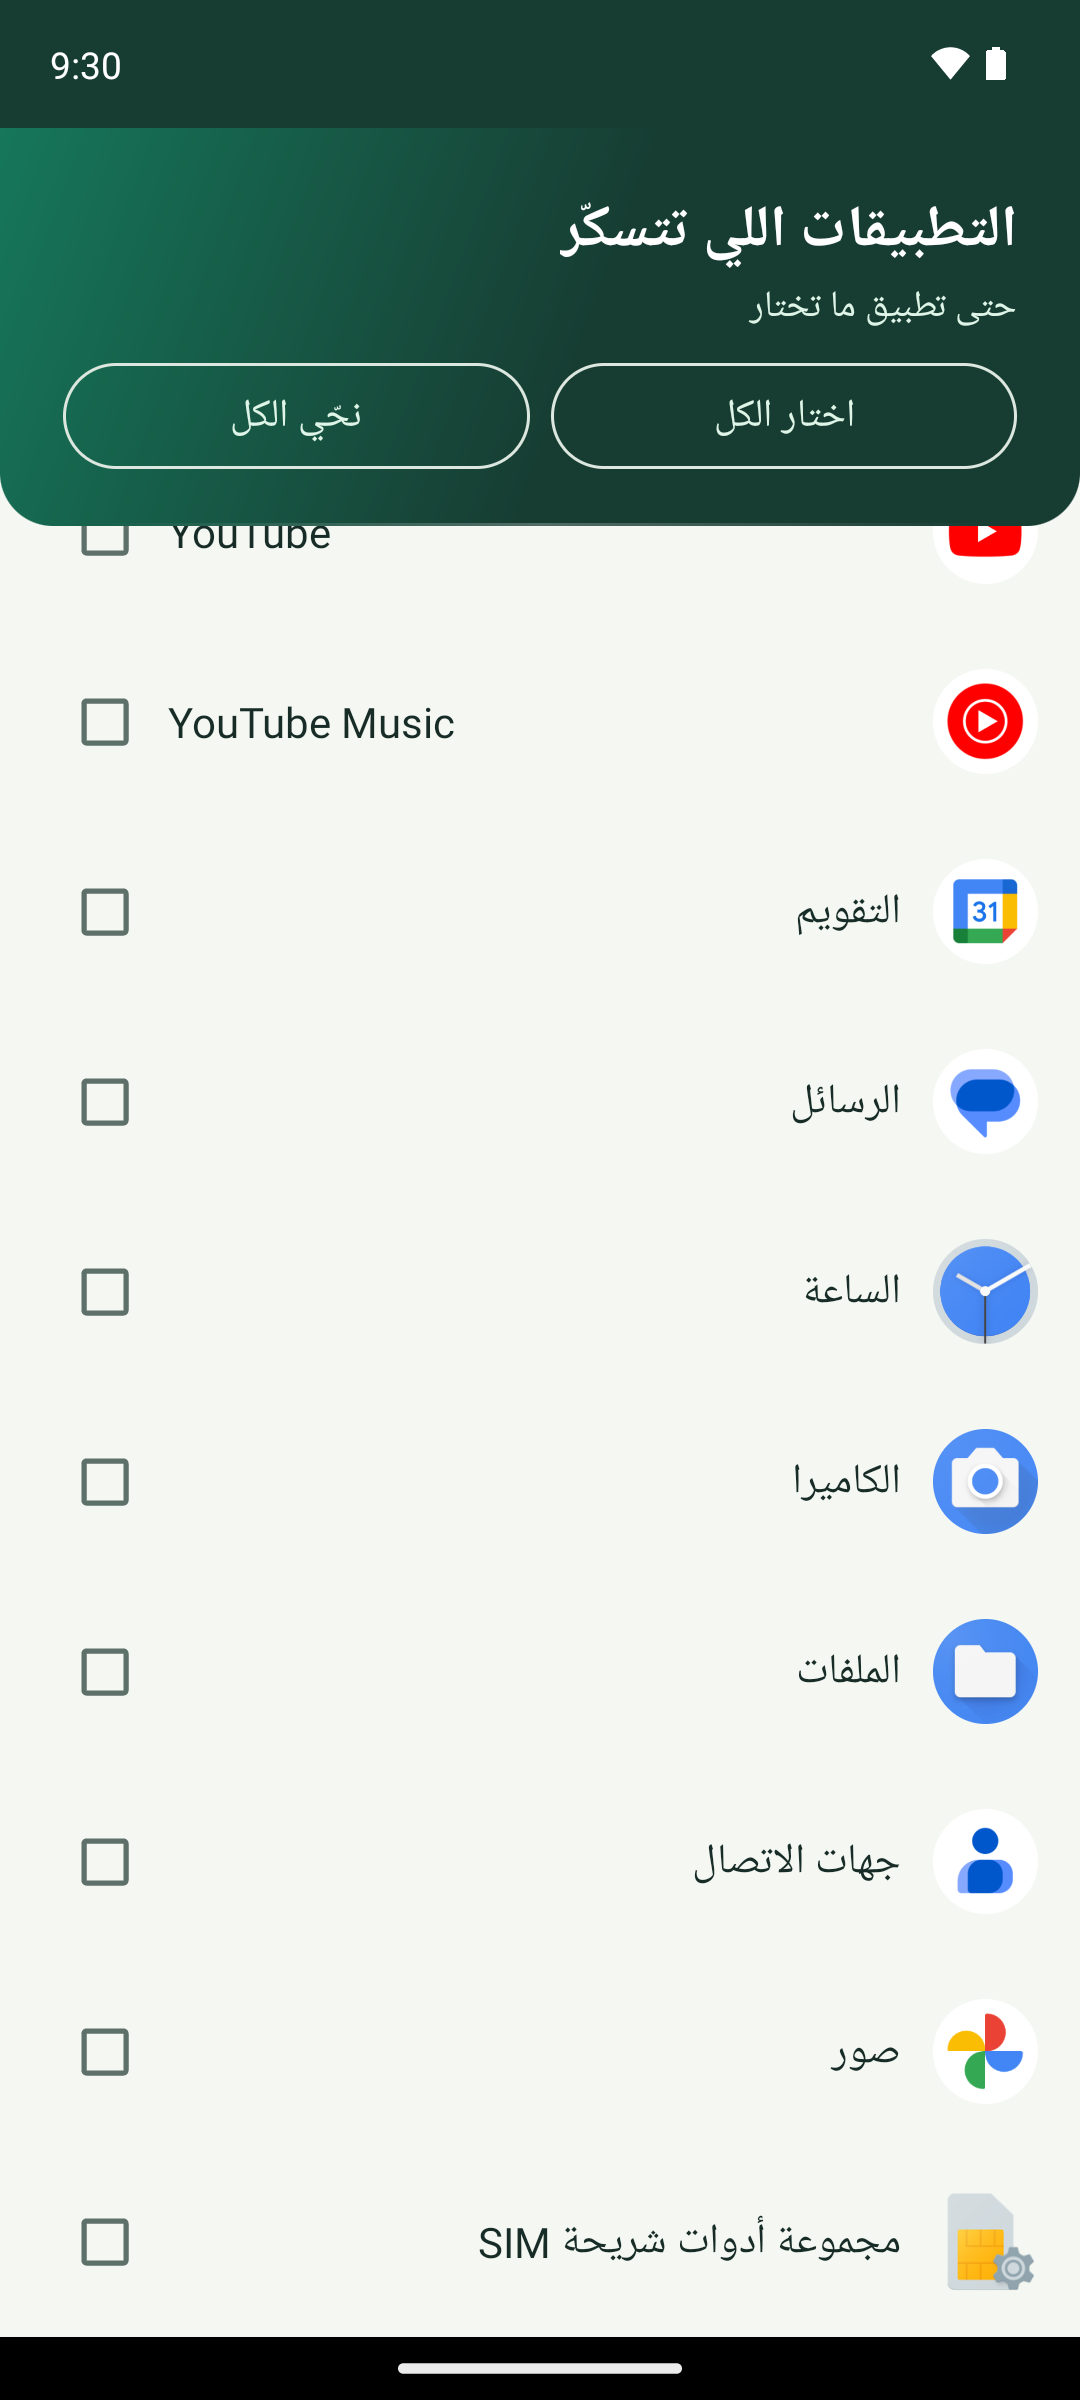 9:30
التطبيقات اللي تتسكّر
حتى تطبيق ما تختار
اختار الكل
نحّي الكل
YouTube
YouTube Music
التقويم
31
الرسائل
الساعة
الكاميرا
الملفات
جهات الاتصال
صور
مجموعة أدوات شريحة SIM